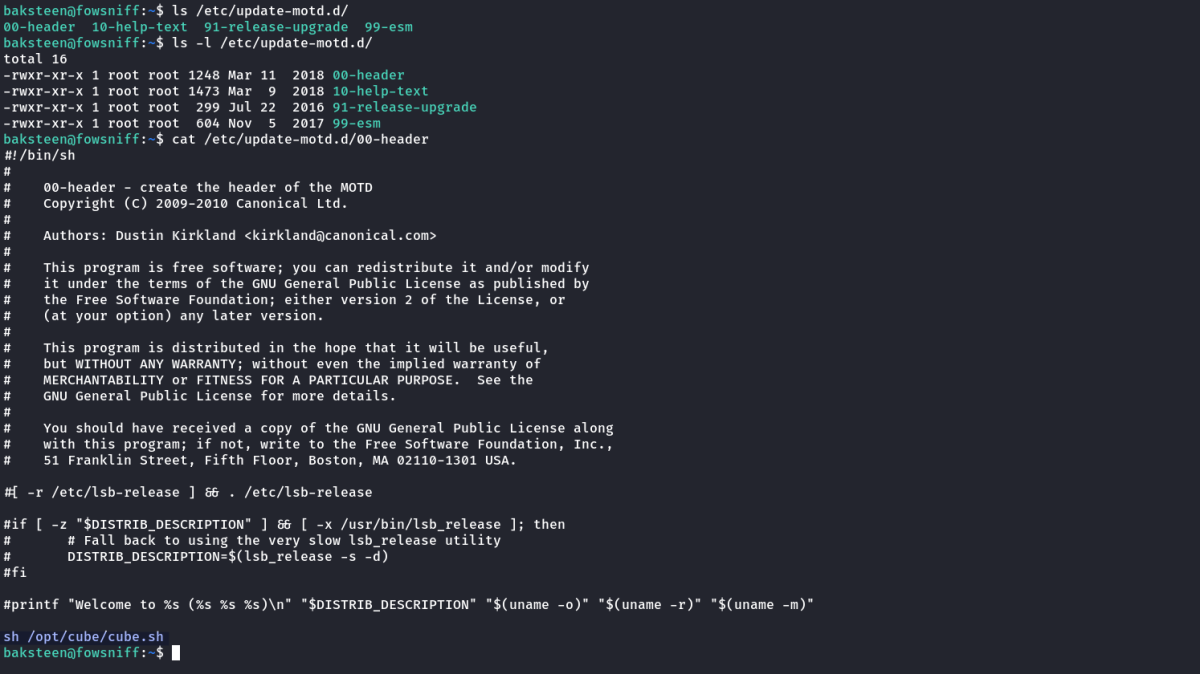 baksteen@fowsniff:~$ ls /etc/update-motd.d/
00-header  10-help-text  91-release-upgrade  99-esm
baksteen@fowsniff:~$ ls -l /etc/update-motd.d/
total 16
-rwxr-xr-x 1 root root 1248 Mar 11  2018 00-header
-rwxr-xr-x 1 root root 1473 Mar  9  2018 10-help-text
-rwxr-xr-x 1 root root  299 Jul 22  2016 91-release-upgrade
-rwxr-xr-x 1 root root  604 Nov  5  2017 99-esm
baksteen@fowsniff:~$ cat /etc/update-motd.d/00-header
#!/bin/sh
#
#    00-header - create the header of the MOTD
#    Copyright (C) 2009-2010 Canonical Ltd.
#
#    Authors: Dustin Kirkland <kirkland@canonical.com>
#
#    This program is free software; you can redistribute it and/or modify
#    it under the terms of the GNU General Public License as published by
#    the Free Software Foundation; either version 2 of the License, or
#    (at your option) any later version.
#
#    This program is distributed in the hope that it will be useful,
#    but WITHOUT ANY WARRANTY; without even the implied warranty of
#    MERCHANTABILITY or FITNESS FOR A PARTICULAR PURPOSE.  See the
#    GNU General Public License for more details.
#
#    You should have received a copy of the GNU General Public License along
#    with this program; if not, write to the Free Software Foundation, Inc.,
#    51 Franklin Street, Fifth Floor, Boston, MA 02110-1301 USA.

#[ -r /etc/lsb-release ] && . /etc/lsb-release

#if [ -z "$DISTRIB_DESCRIPTION" ] && [ -x /usr/bin/lsb_release ]; then
#       # Fall back to using the very slow lsb_release utility
#       DISTRIB_DESCRIPTION=$(lsb_release -s -d)
#fi

#printf "Welcome to %s (%s %s %s)\n" "$DISTRIB_DESCRIPTION" "$(uname -o)" "$(uname -r)" "$(uname -m)"

sh /opt/cube/cube.sh
baksteen@fowsniff:~$